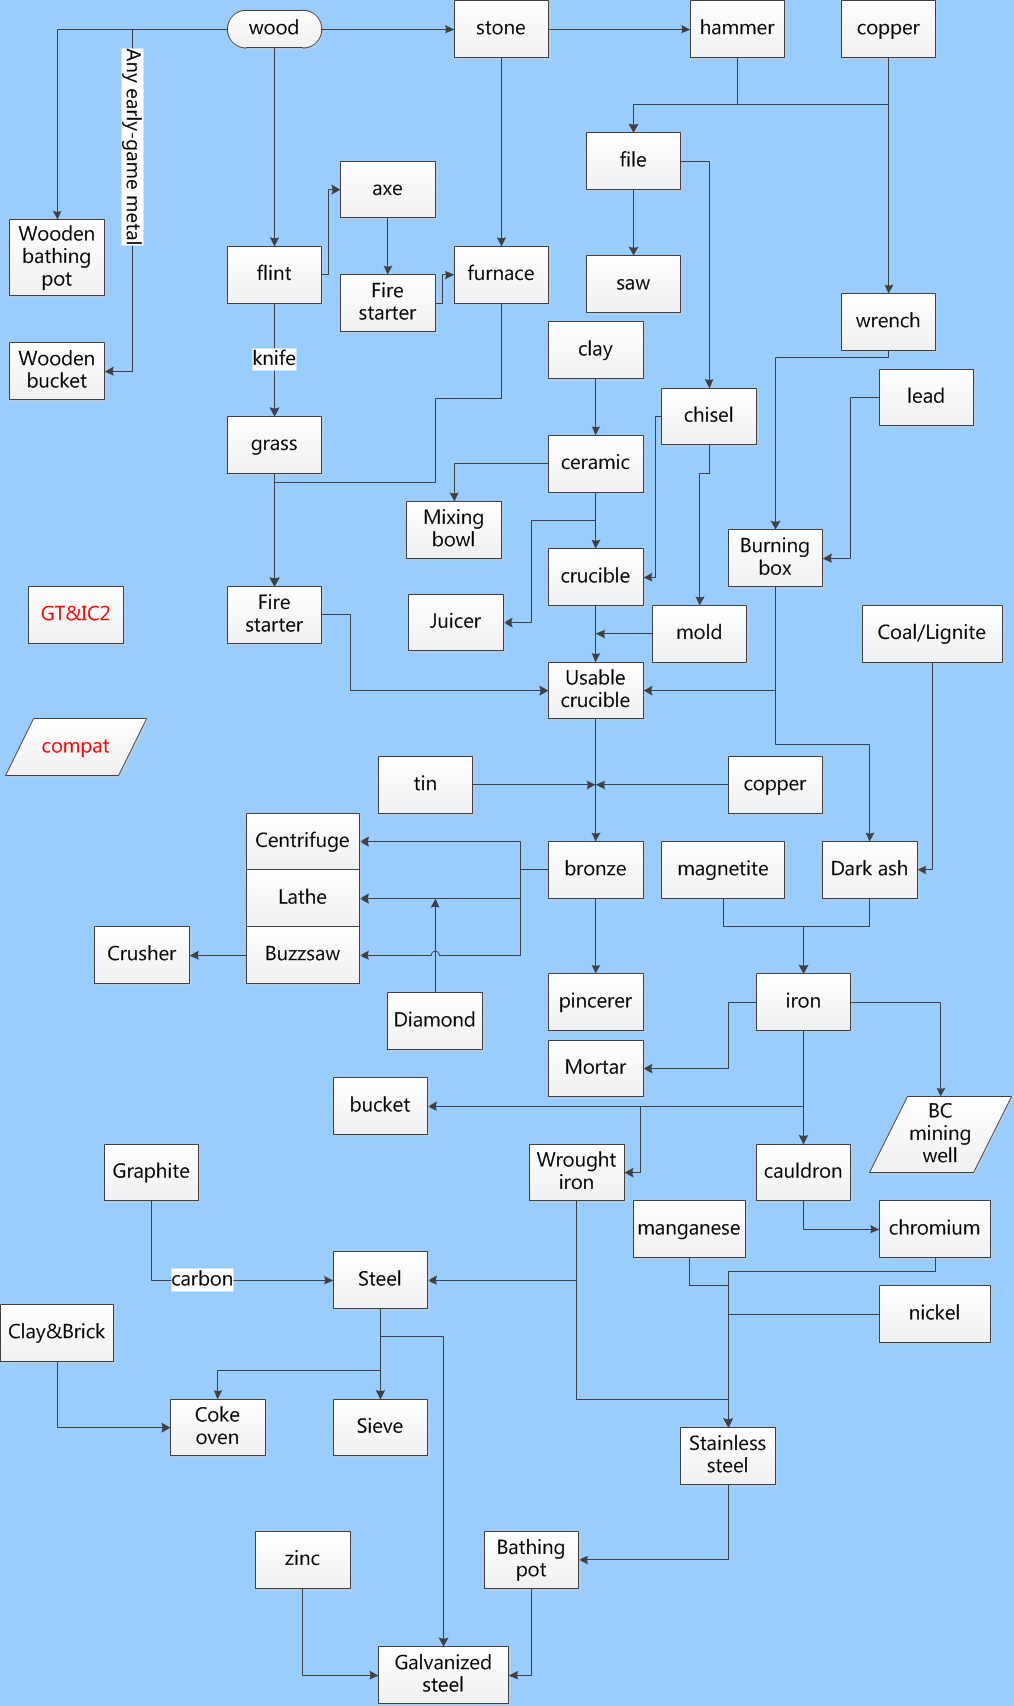 wood
stone
hammer
copper
Any early-game metal
file
axe
Wooden
bathing
pot
flint
Fire
starter
furnace
saw
wrench
clay
Wooden
bucket
knife
lead
chisel
grass
ceramic
Mixing
bowl
Burning
box
crucible
GT&IC2
Fire
starter
Juicer
mold
Coal/Lignite
Usable
crucible
compat
tin
copper
Centrifuge
bronze
magnetite
Dark ash
Lathe
Crusher
Buzzsaw
Diamond
pincerer
iron
Mortar
bucket
BC
mining
well
Graphite
Wrought
iron
cauldron
manganese
chromium
carbon
Steel
nickel
Clay&Brick
Coke
oven
Sieve
Stainless
steel
zinc
Bathing
pot
Galvanized
steel